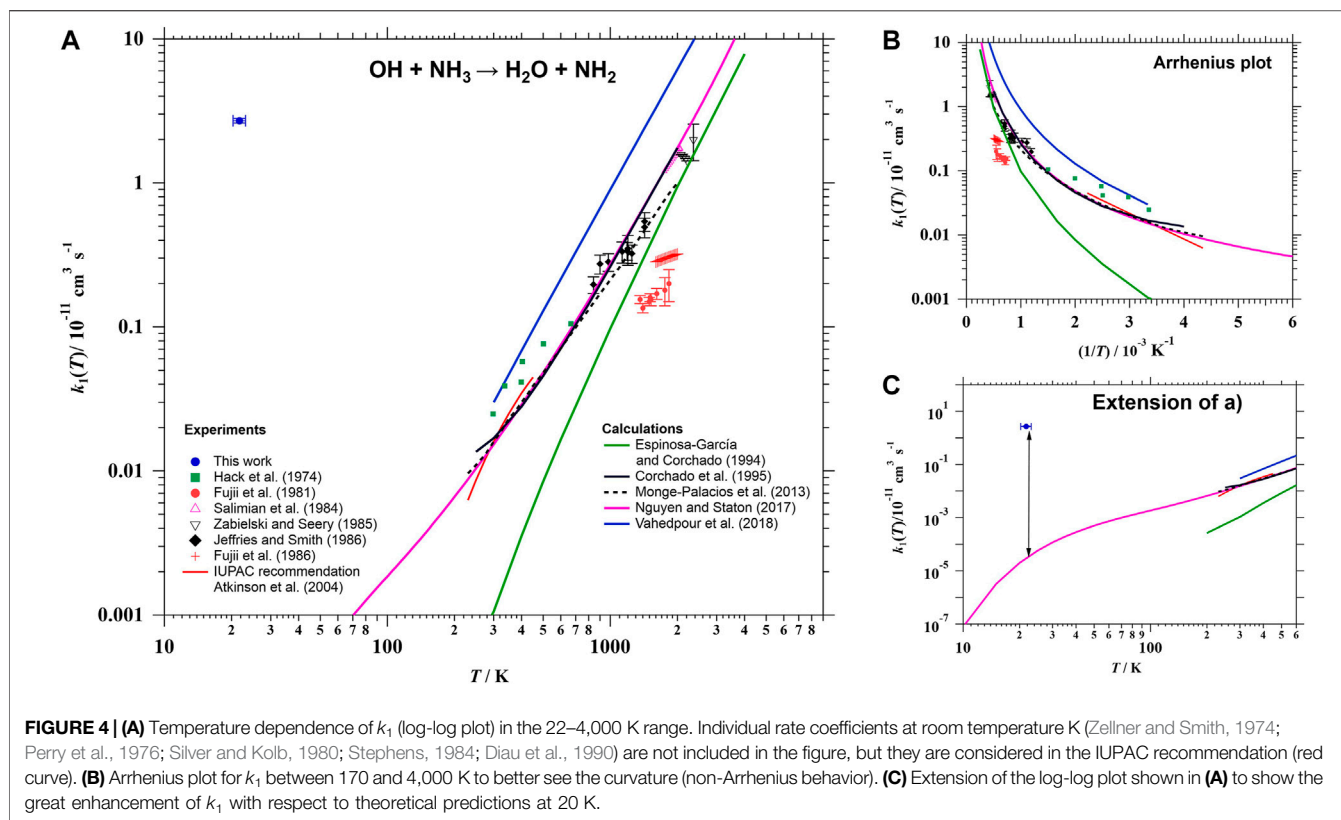 A
OH + NH₃ → H₂O + NH₂
10
1
0.1
0.01
0.001
k₁(T)/ 10⁻¹¹ cm³ s⁻¹
Experiments
This work
Hack et al. (1974)
Fujii et al. (1981)
Salimian et al. (1984)
Zabielski and Seery (1985)
Jeffries and Smith (1986)
Fujii et al. (1986)
IUPAC recommendation
Atkinson et al. (2004)
Calculations
Espinosa-García
and Corchado (1994)
Corchado et al. (1995)
Monge-Palacios et al. (2013)
Nguyen and Staton (2017)
Vahedpour et al. (2018)
10 2 3 4 5 6 7 8 100 2 3 4 5 6 7 8 1000 2 3 4 5 6 7 8
T / K
B
Arrhenius plot
10
1
0.1
0.01
0.001
k₁(T)/ 10⁻¹¹ cm³ s⁻¹
0 1 2 3 4 5 6
(1/T) / 10⁻³ K⁻¹
C
Extension of a)
10¹
10⁻¹
10⁻³
10⁻⁵
10⁻⁷
k₁(T)/10⁻¹¹ cm³ s⁻¹
10 2 3 4 5 6 7 8 9 100 2 3 4 5 6
T / K
FIGURE 4 | (A) Temperature dependence of k₁ (log-log plot) in the 22–4,000 K range. Individual rate coefficients at room temperature K (Zellner and Smith, 1974;
Perry et al., 1976; Silver and Kolb, 1980; Stephens, 1984; Diau et al., 1990) are not included in the figure, but they are considered in the IUPAC recommendation (red
curve). (B) Arrhenius plot for k₁ between 170 and 4,000 K to better see the curvature (non-Arrhenius behavior). (C) Extension of the log-log plot shown in (A) to show the
great enhancement of k₁ with respect to theoretical predictions at 20 K.